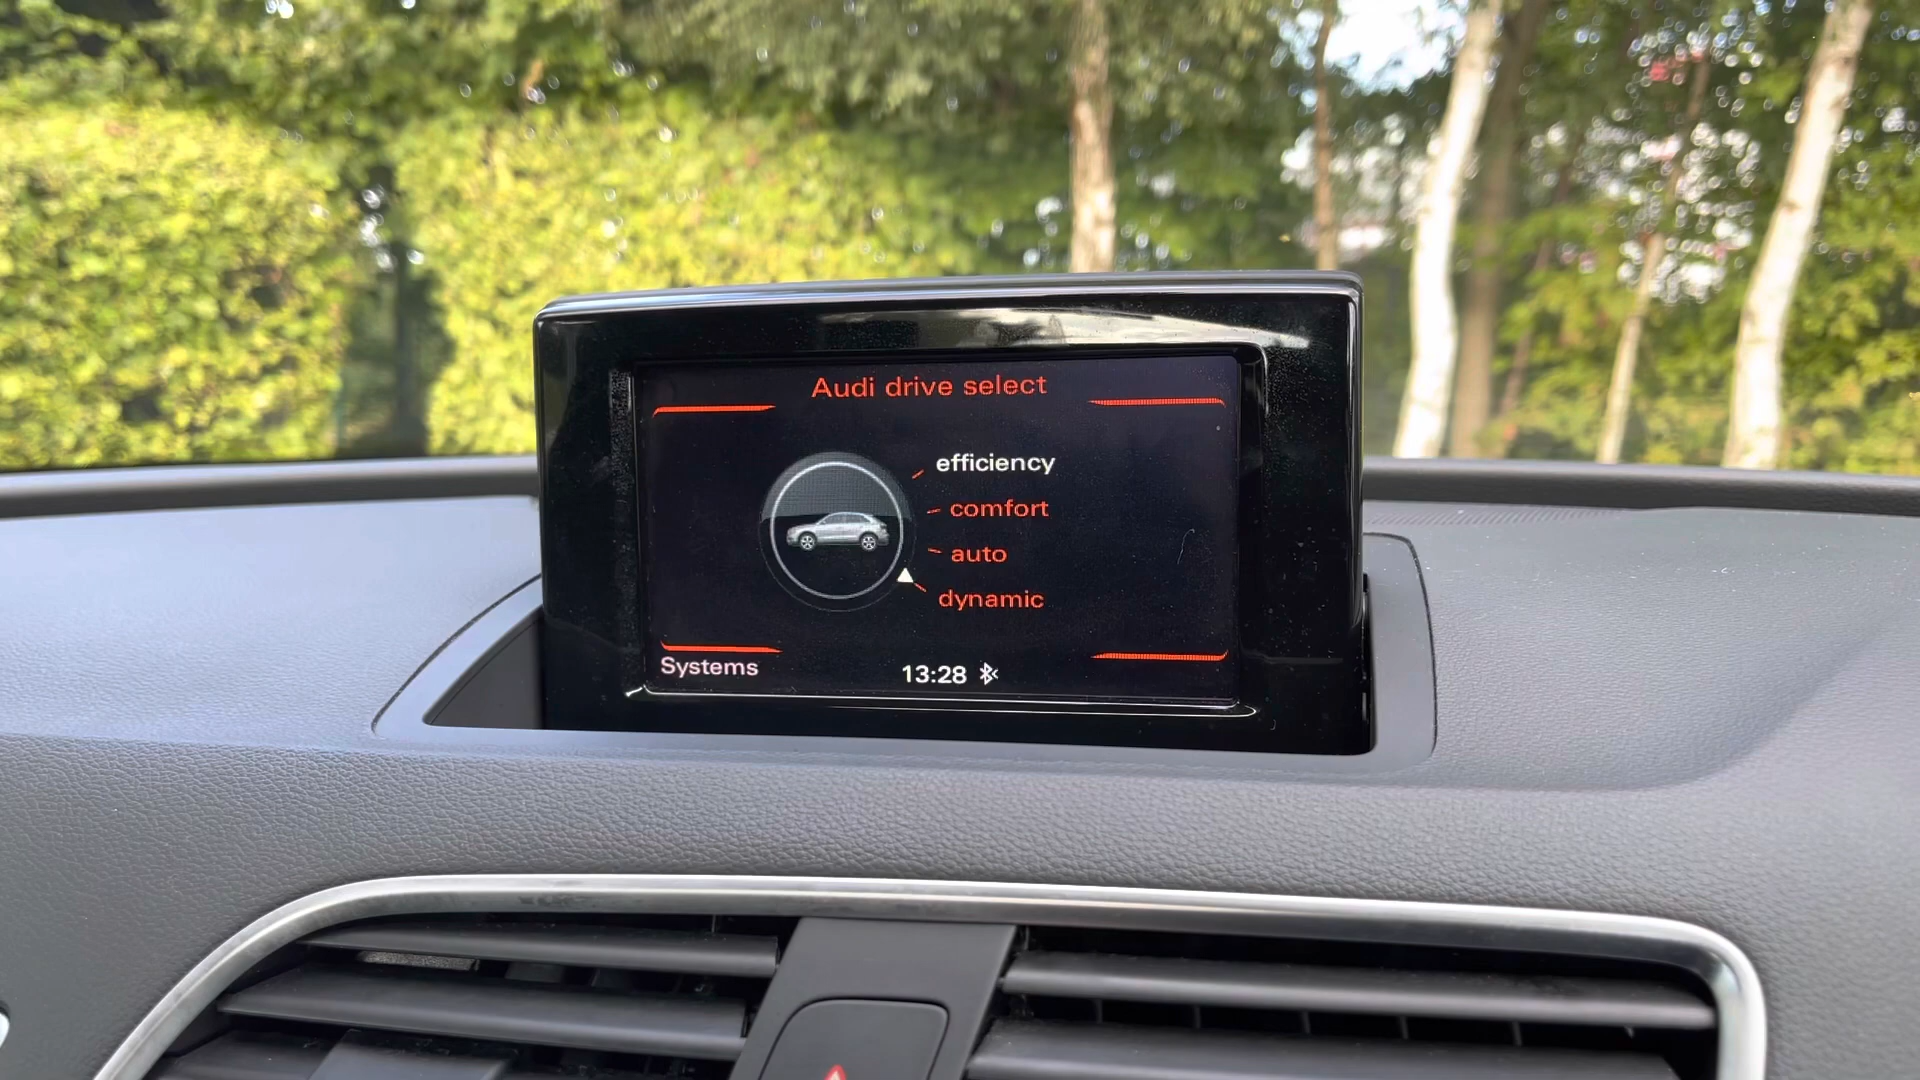 Audi drive select
efficiency
comfort
auto
dynamic
Systems
13:28